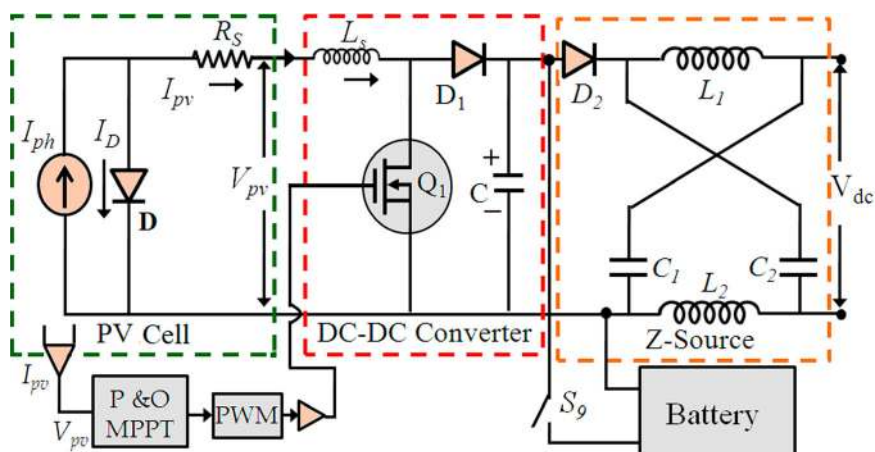 R_S
L_s
I_pv
D_1
D_2
L_1
I_ph
I_D
D
V_pv
Q_1
+
C
−
V_dc
C_1
L_2
C_2
PV Cell
DC-DC Converter
Z-Source
I_pv
V_pv
P &O
MPPT
PWM
S_9
Battery